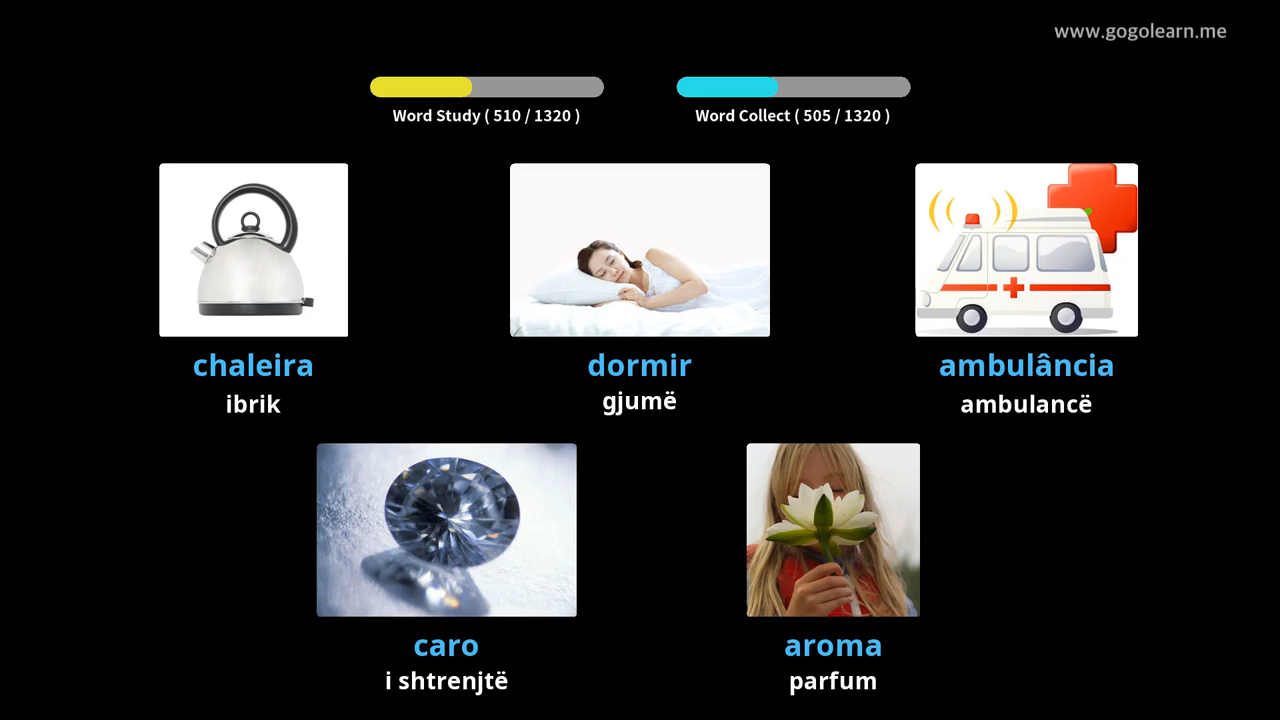 www.gogolearn.me
Word Study ( 510 / 1320 )
Word Collect ( 505 / 1320 )
chaleira
ibrik
dormir
gjumë
ambulância
ambulancë
caro
i shtrenjtë
aroma
parfum